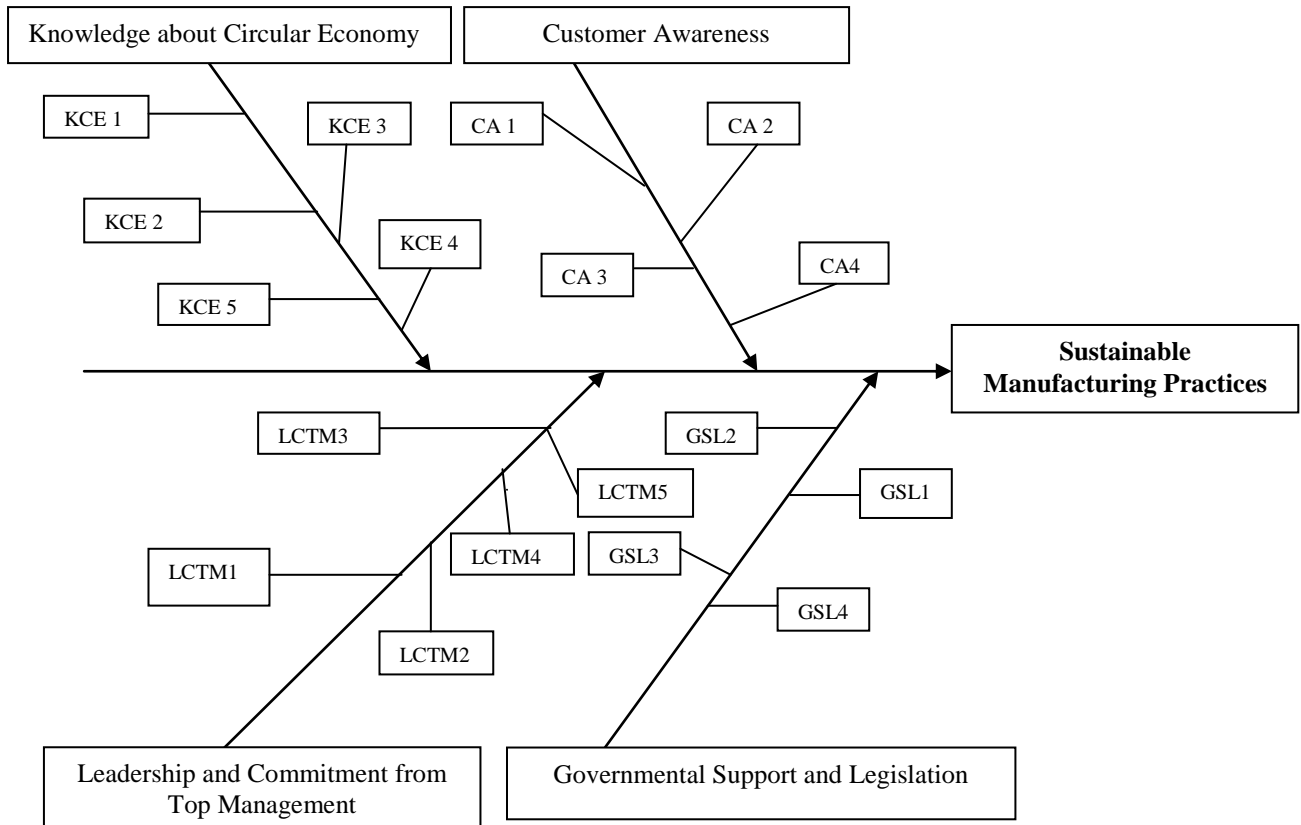 Knowledge about Circular Economy
Customer Awareness
KCE 1
KCE 3
CA 1
CA 2
KCE 2
KCE 4
CA 3
CA4
KCE 5
Sustainable
Manufacturing Practices
LCTM3
GSL2
LCTM5
GSL1
LCTM4
GSL3
LCTM1
GSL4
LCTM2
Leadership and Commitment from
Top Management
Governmental Support and Legislation